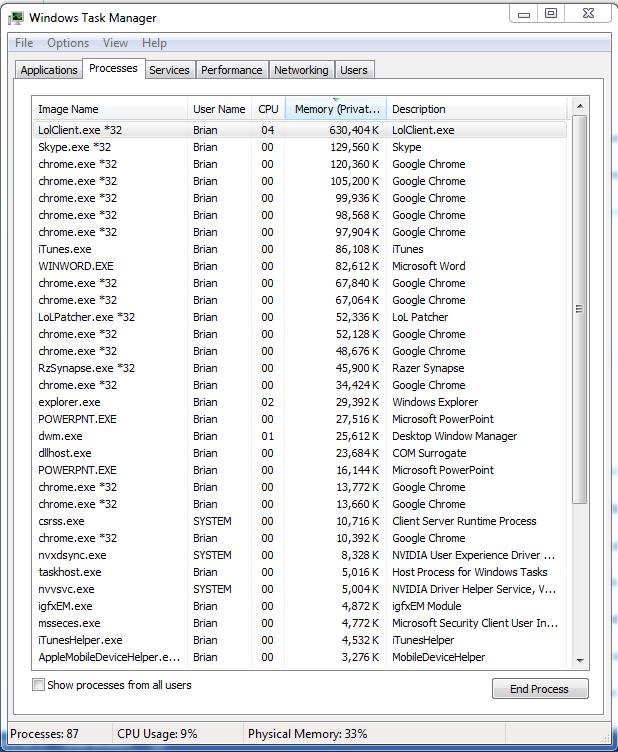 Windows Task Manager
File Options View Help
Applications Processes Services Performance Networking Users
Image Name User Name CPU Memory (Privat... Description
LolClient.exe *32 Brian 04 630,404 K LolClient.exe
Skype.exe *32 Brian 00 129,560 K Skype
chrome.exe *32 Brian 00 120,360 K Google Chrome
chrome.exe *32 Brian 00 105,200 K Google Chrome
chrome.exe *32 Brian 00 99,936 K Google Chrome
chrome.exe *32 Brian 00 98,568 K Google Chrome
chrome.exe *32 Brian 00 97,904 K Google Chrome
iTunes.exe Brian 00 86,108 K iTunes
WINWORD.EXE Brian 00 82,612 K Microsoft Word
chrome.exe *32 Brian 00 67,840 K Google Chrome
chrome.exe *32 Brian 00 67,064 K Google Chrome
LoLPatcher.exe *32 Brian 00 52,336 K LoL Patcher
chrome.exe *32 Brian 00 52,128 K Google Chrome
chrome.exe *32 Brian 00 48,676 K Google Chrome
RzSynapse.exe *32 Brian 00 45,900 K Razer Synapse
chrome.exe *32 Brian 00 34,424 K Google Chrome
explorer.exe Brian 02 29,392 K Windows Explorer
POWERPNT.EXE Brian 00 27,516 K Microsoft PowerPoint
dwm.exe Brian 01 25,612 K Desktop Window Manager
dllhost.exe Brian 00 23,684 K COM Surrogate
POWERPNT.EXE Brian 00 16,144 K Microsoft PowerPoint
chrome.exe *32 Brian 00 13,772 K Google Chrome
chrome.exe *32 Brian 00 13,660 K Google Chrome
csrss.exe SYSTEM 00 10,716 K Client Server Runtime Process
chrome.exe *32 Brian 00 10,392 K Google Chrome
nvxdsync.exe SYSTEM 00 8,328 K NVIDIA User Experience Driver ...
taskhost.exe Brian 00 5,016 K Host Process for Windows Tasks
nvvsvc.exe SYSTEM 00 5,004 K NVIDIA Driver Helper Service, V...
igfxEM.exe Brian 00 4,872 K igfxEM Module
msseces.exe Brian 00 4,772 K Microsoft Security Client User In...
iTunesHelper.exe Brian 00 4,532 K iTunesHelper
AppleMobileDeviceHelper.e... Brian 00 3,276 K MobileDeviceHelper
Show processes from all users End Process
Processes: 87 CPU Usage: 9% Physical Memory: 33%